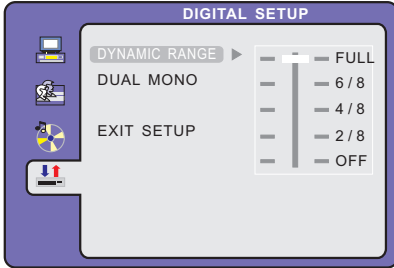 DIGITAL SETUP
DYNAMIC RANGE
DUAL MONO
EXIT SETUP
FULL
6 / 8
4 / 8
2 / 8
OFF